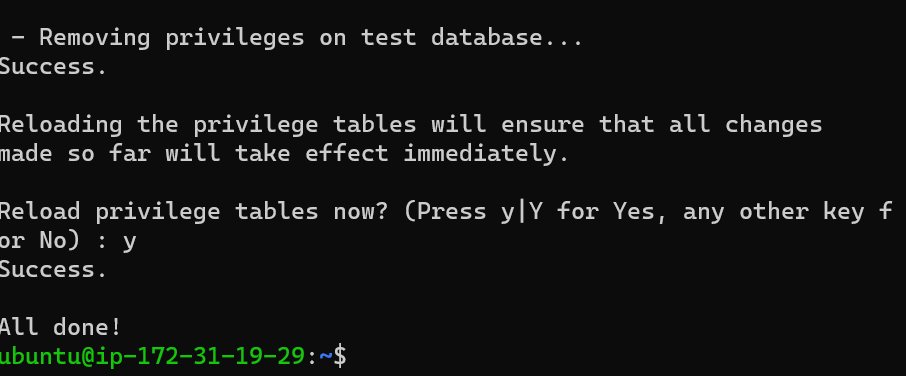 - Removing privileges on test database...
Success.

Reloading the privilege tables will ensure that all changes
made so far will take effect immediately.

Reload privilege tables now? (Press y|Y for Yes, any other key f
or No) : y
Success.

All done!
ubuntu@ip-172-31-19-29:~$